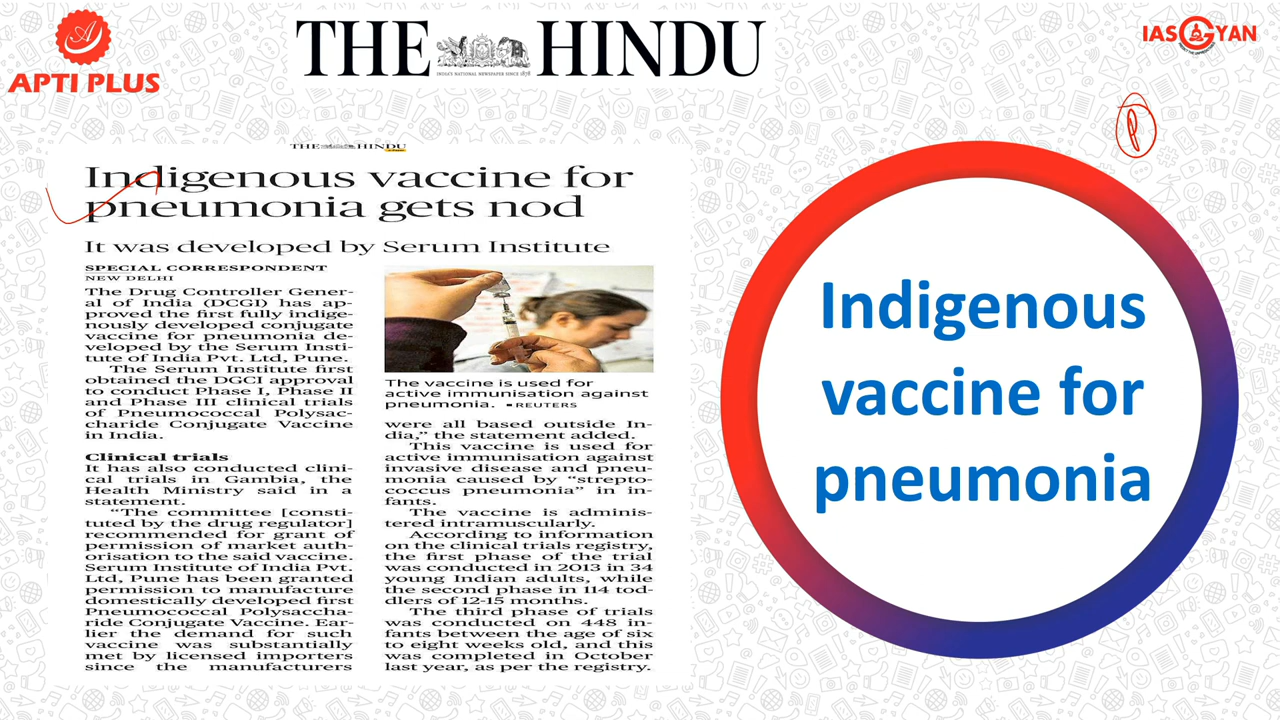 APTI PLUS
THE HINDU
INDIA'S NATIONAL NEWSPAPER SINCE 1878
IAS GYAN
THE HINDU
Indigenous vaccine for
pneumonia gets nod
It was developed by Serum Institute
SPECIAL CORRESPONDENT
NEW DELHI
The Drug Controller Gener-
al of India (DCGI) has ap-
proved the first fully indige-
nously developed conjugate
vaccine for pneumonia de-
veloped by the Serum Insti-
tute of India Pvt. Ltd, Pune.
The Serum Institute first
obtained the DGCI approval
to conduct Phase I, Phase II
and Phase III clinical trials
of Pneumococcal Polysac-
charide Conjugate Vaccine
in India.
Clinical trials
It has also conducted clini-
cal trials in Gambia, the
Health Ministry said in a
statement.
“The committee [consti-
tuted by the drug regulator]
recommended for grant of
permission of market auth-
orisation to the said vaccine.
Serum Institute of India Pvt.
Ltd, Pune has been granted
permission to manufacture
domestically developed first
Pneumococcal Polysaccha-
ride Conjugate Vaccine. Ear-
lier the demand for such
vaccine was substantially
met by licensed importers
since the manufacturers
The vaccine is used for
active immunisation against
pneumonia. ▪ REUTERS
were all based outside In-
dia,” the statement added.
This vaccine is used for
active immunisation against
invasive disease and pneu-
monia caused by “strepto-
coccus pneumonia” in in-
fants.
The vaccine is adminis-
tered intramuscularly.
According to information
on the clinical trials registry,
the first phase of the trial
was conducted in 2013 in 34
young Indian adults, while
the second phase in 114 tod-
dlers of 12-15 months.
The third phase of trials
was conducted on 448 in-
fants between the age of six
to eight weeks old, and this
was completed in October
last year, as per the registry.
P
Indigenous
vaccine for
pneumonia